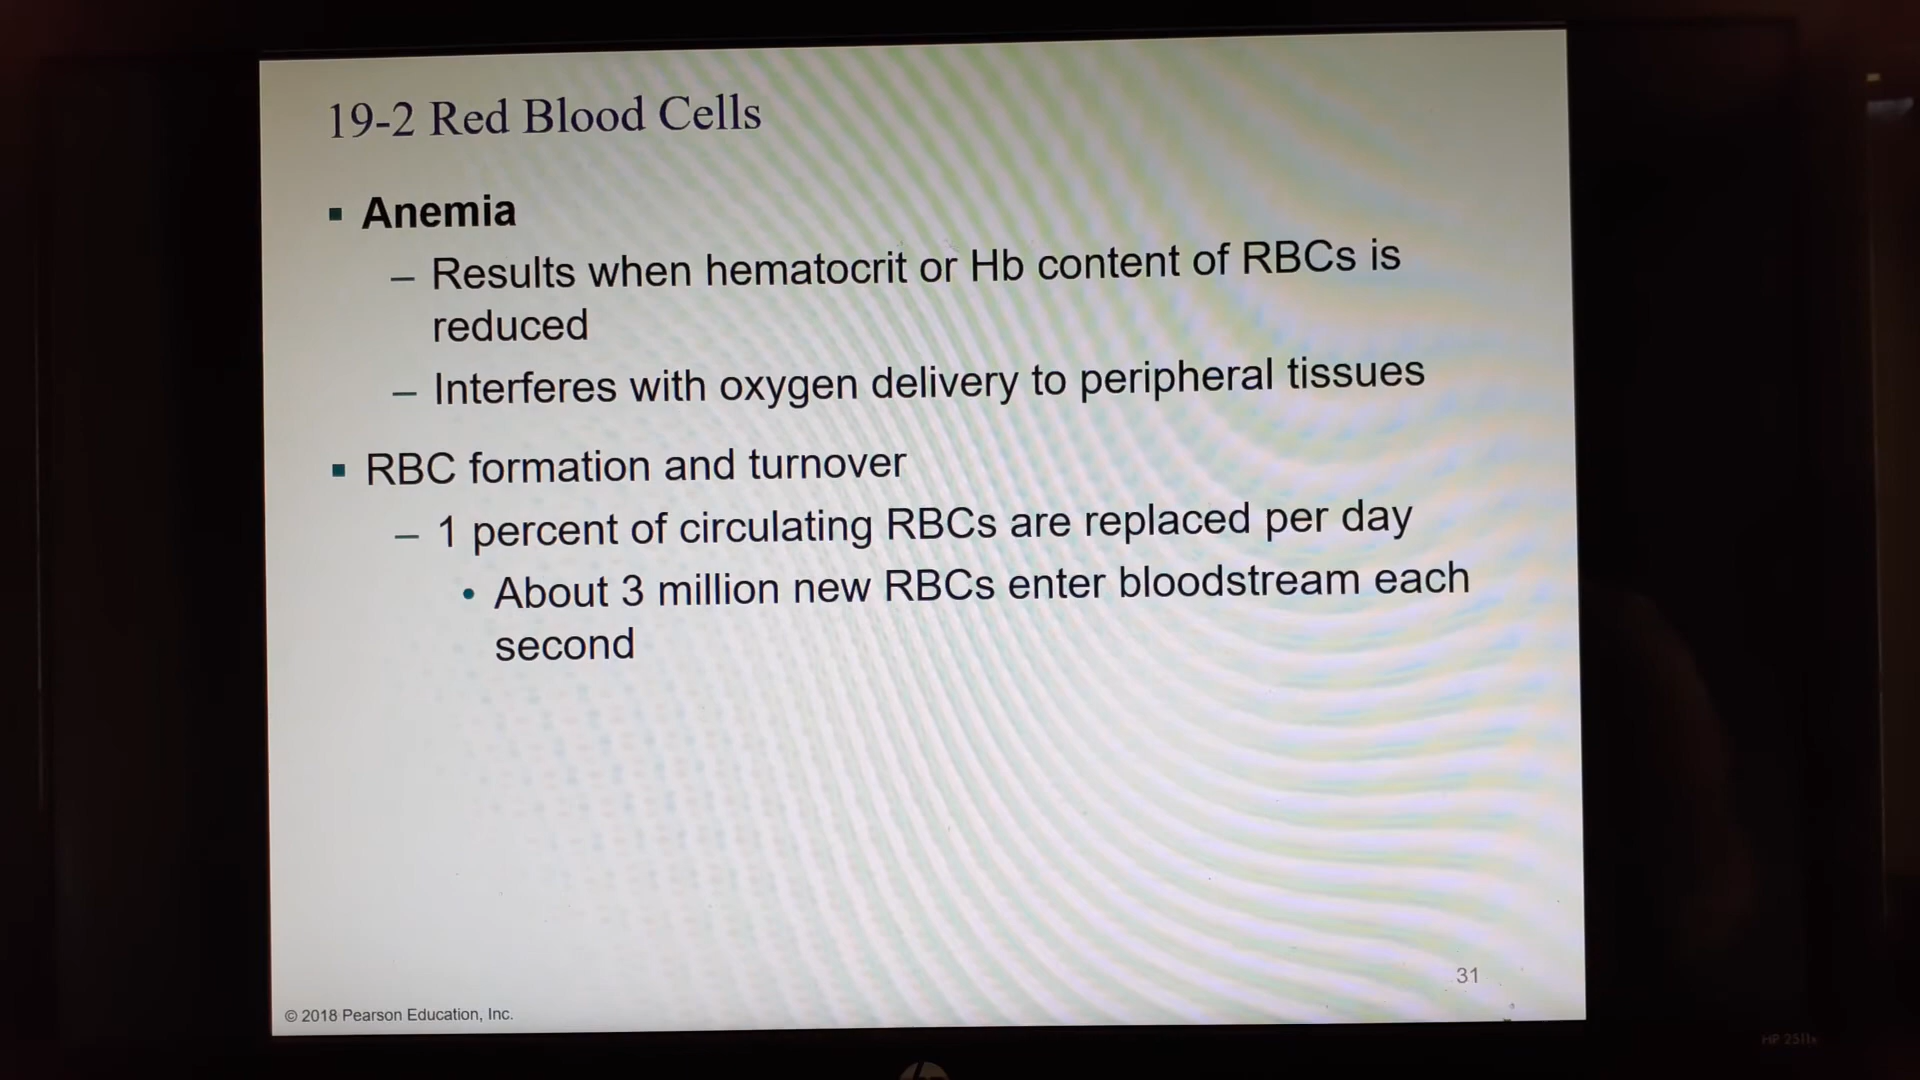 19-2 Red Blood Cells
▪ Anemia
– Results when hematocrit or Hb content of RBCs is
reduced
– Interferes with oxygen delivery to peripheral tissues
▪ RBC formation and turnover
– 1 percent of circulating RBCs are replaced per day
• About 3 million new RBCs enter bloodstream each
second
31
© 2018 Pearson Education, Inc.
hp